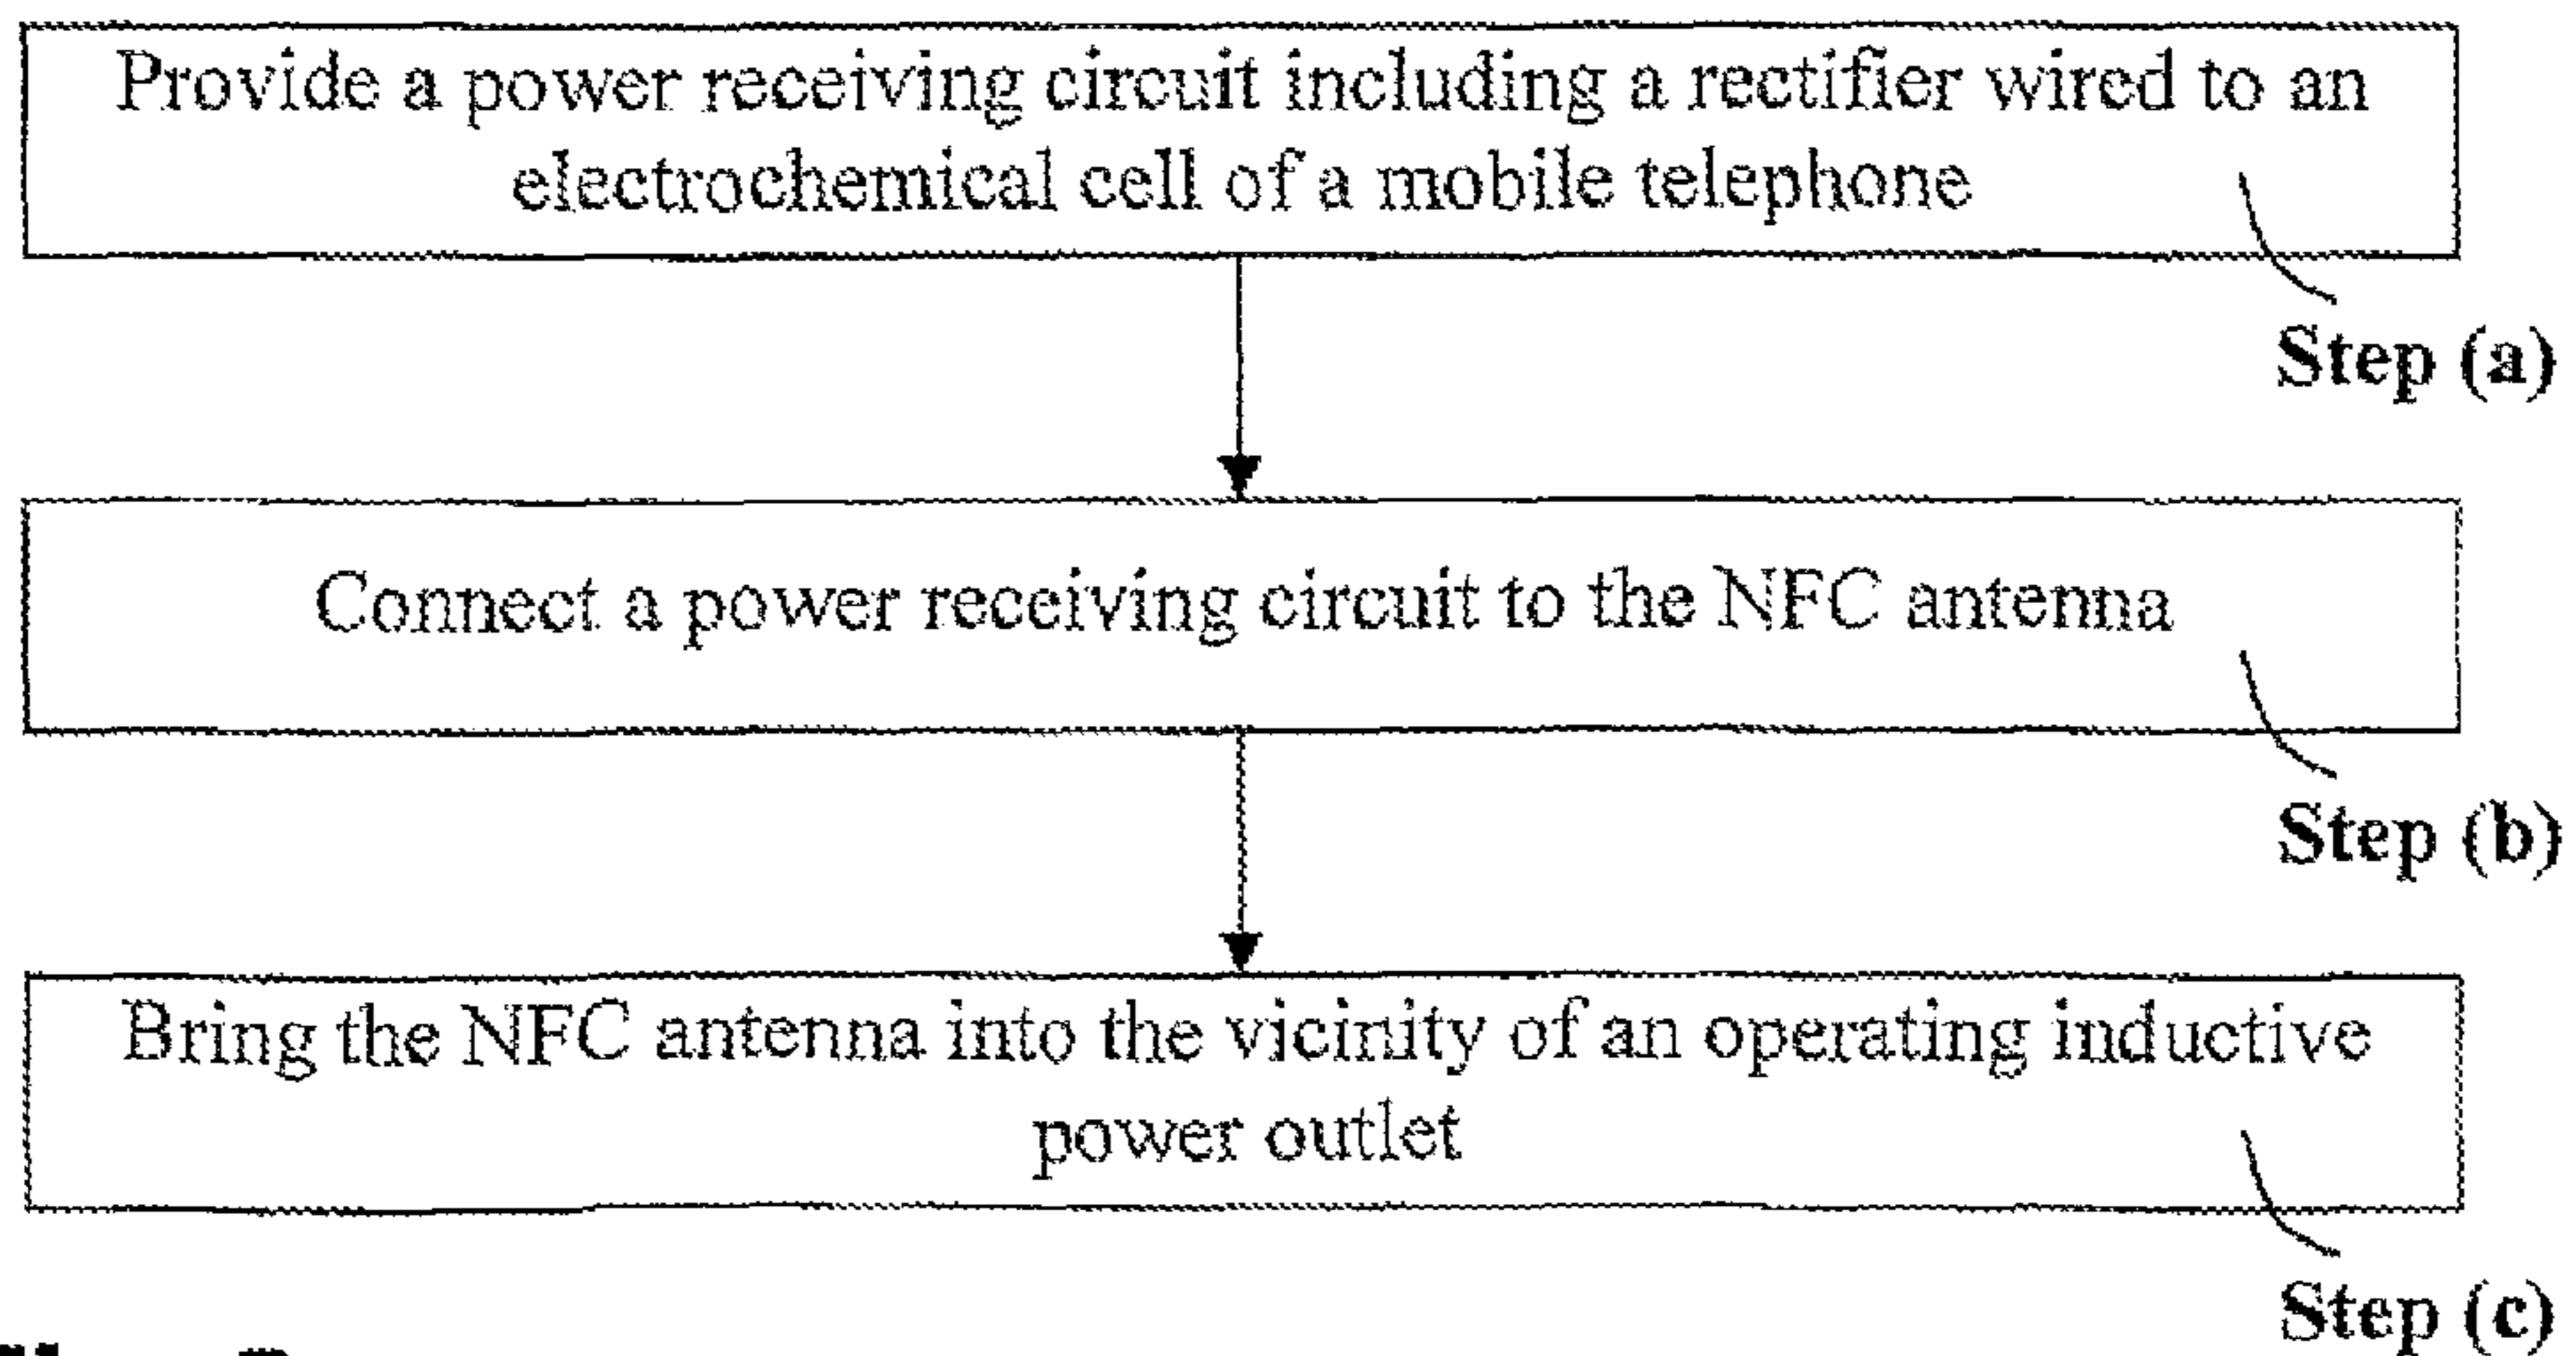 Provide a power receiving circuit including a rectifier wired to an
electrochemical cell of a mobile telephone
Step (a)
Connect a power receiving circuit to the NFC antenna
Step (b)
Bring the NFC antenna into the vicinity of an operating inductive
power outlet
Step (c)